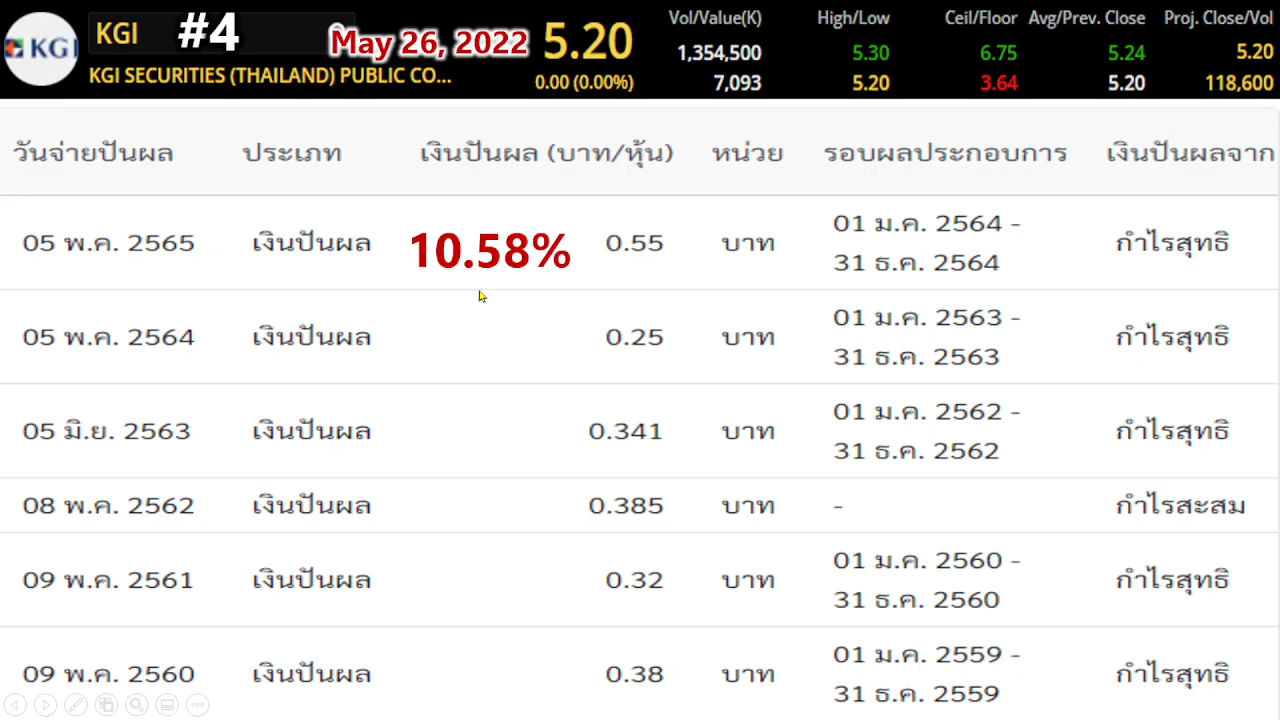 KGI
KGI #4 May 26, 2022 5.20
KGI SECURITIES (THAILAND) PUBLIC CO... 0.00 (0.00%)
Vol/Value(K) High/Low Ceil/Floor Avg/Prev. Close Proj. Close/Vol
1,354,500 5.30 6.75 5.24 5.20
7,093 5.20 3.64 5.20 118,600
วันจ่ายปันผล ประเภท เงินปันผล (บาท/หุ้น) หน่วย รอบผลประกอบการ เงินปันผลจาก
05 พ.ค. 2565 เงินปันผล 10.58% 0.55 บาท 01 ม.ค. 2564 - กำไรสุทธิ
31 ธ.ค. 2564
05 พ.ค. 2564 เงินปันผล 0.25 บาท 01 ม.ค. 2563 - กำไรสุทธิ
31 ธ.ค. 2563
05 มิ.ย. 2563 เงินปันผล 0.341 บาท 01 ม.ค. 2562 - กำไรสุทธิ
31 ธ.ค. 2562
08 พ.ค. 2562 เงินปันผล 0.385 บาท - กำไรสะสม
09 พ.ค. 2561 เงินปันผล 0.32 บาท 01 ม.ค. 2560 - กำไรสุทธิ
31 ธ.ค. 2560
09 พ.ค. 2560 เงินปันผล 0.38 บาท 01 ม.ค. 2559 - กำไรสุทธิ
31 ธ.ค. 2559